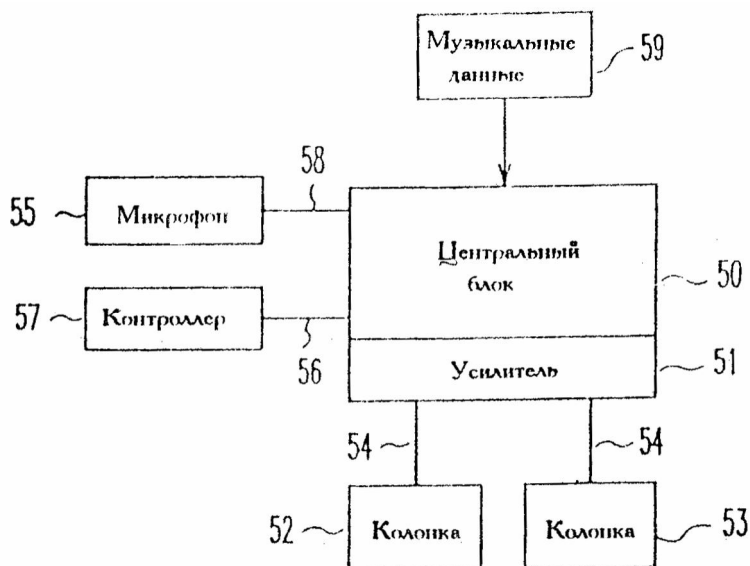 Музыкальные
данные
59
58
55
Микрофон
Центральный
блок
50
57
Контроллер
56
Усилитель
51
54
54
52
Колонка
Колонка
53